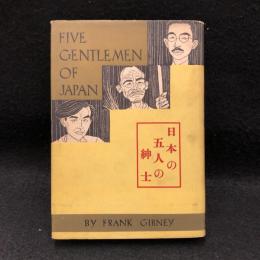 FIVE
GENTLEMEN
OF
JAPAN
日本の
五人の
紳士
BY FRANK GIBNEY